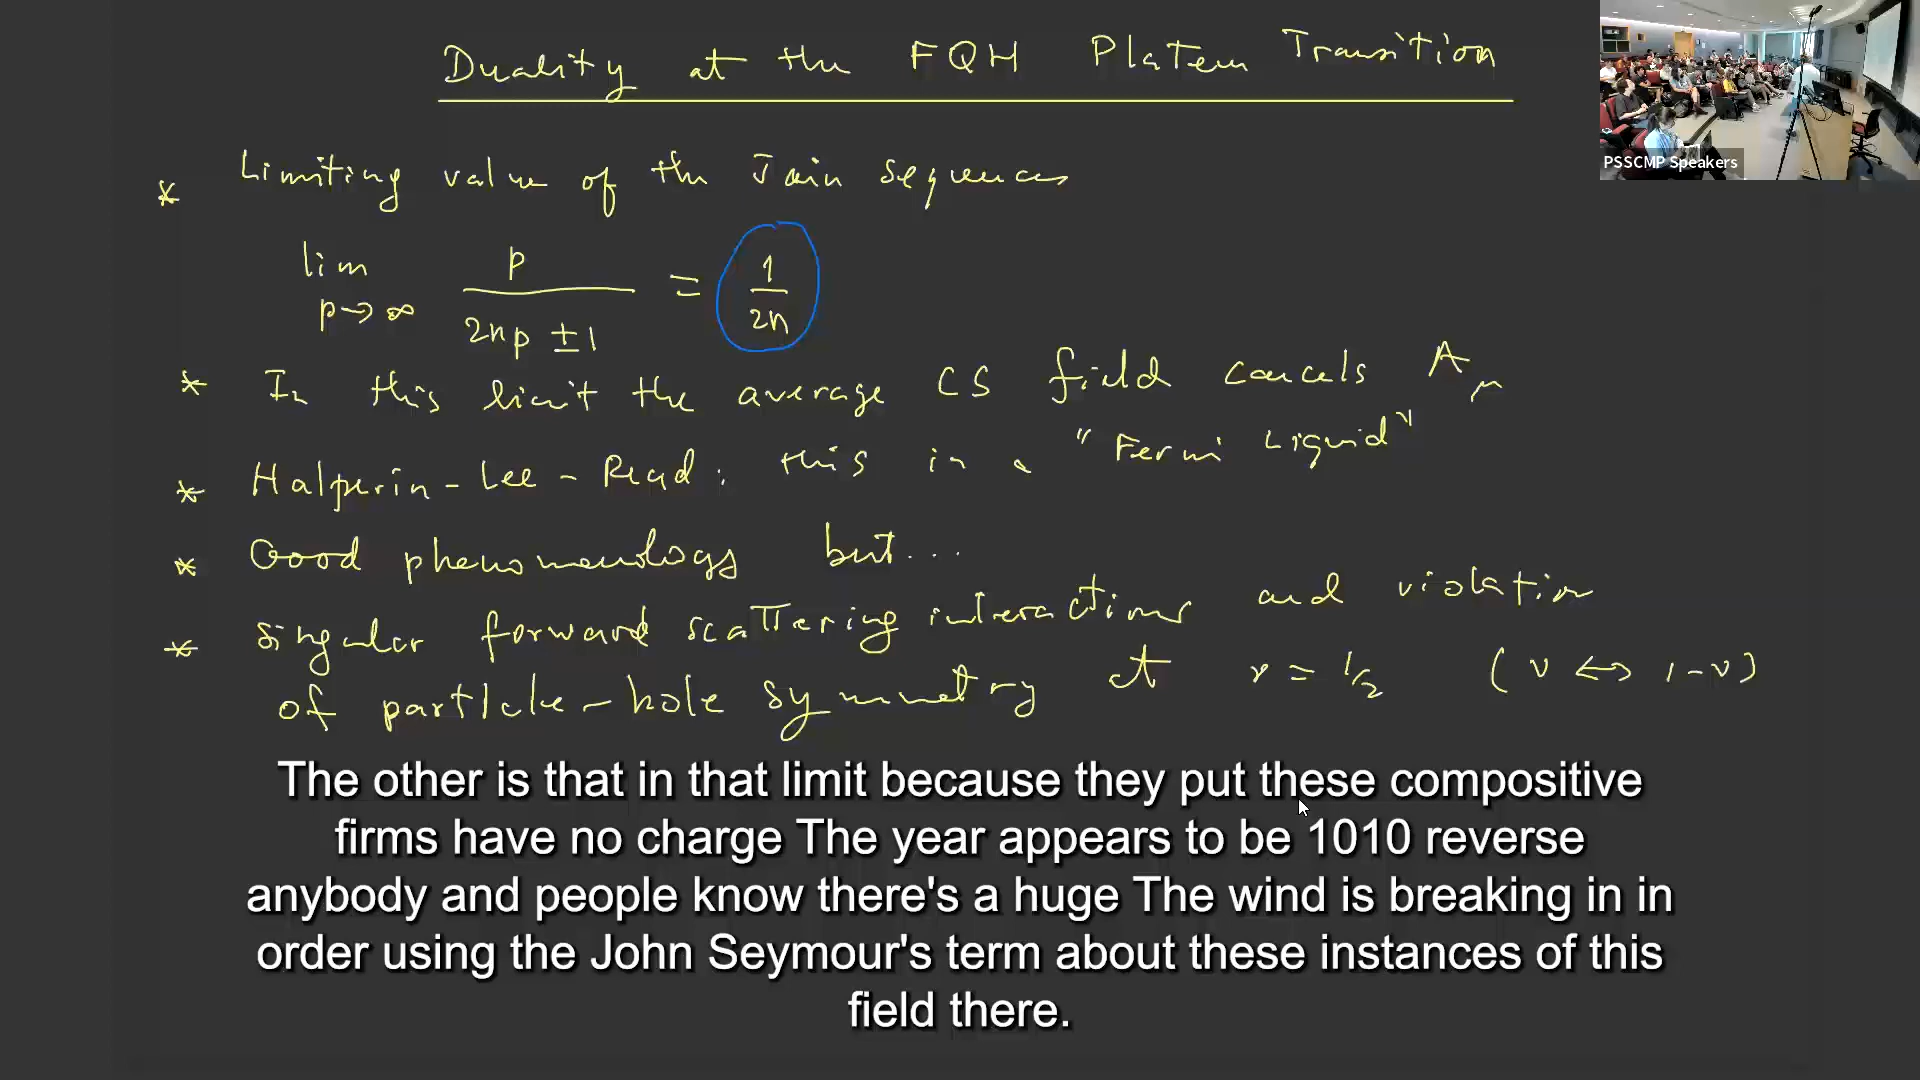 Duality at the FQH Plateau Transition
PSSCMP Speakers
* Limiting value of the Jain sequences
lim p→∞ p / (2np ± 1) = 1 / 2n
* In this limit the average CS field cancels Aμ
* Halperin-Lee-Read: this is a "Fermi Liquid"
* Good phenomenology but...
* Singular forward scattering interactions and violation
of particle-hole symmetry at ν = 1/2 (ν ↔ 1-ν)
The other is that in that limit because they put these compositive
firms have no charge The year appears to be 1010 reverse
anybody and people know there's a huge The wind is breaking in in
order using the John Seymour's term about these instances of this
field there.